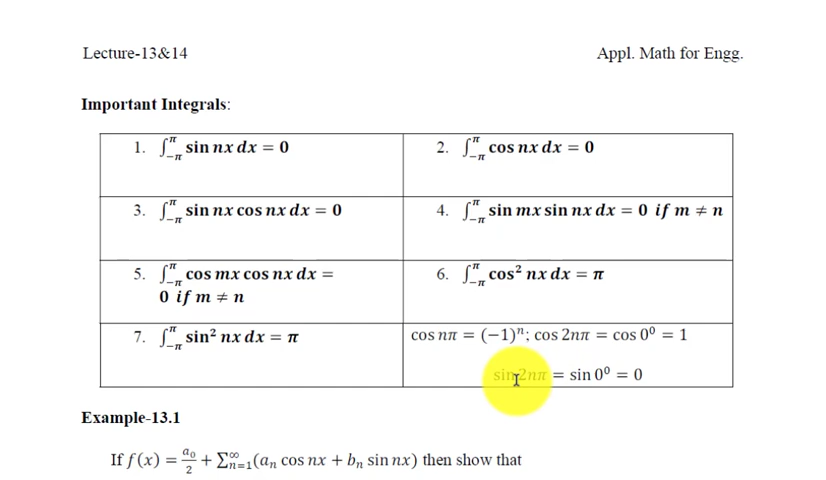 Lecture-13&14 Appl. Math for Engg.
Important Integrals:
1. ∫_{-π}^{π} sin nx dx = 0 2. ∫_{-π}^{π} cos nx dx = 0
3. ∫_{-π}^{π} sin nx cos nx dx = 0 4. ∫_{-π}^{π} sin mx sin nx dx = 0 if m ≠ n
5. ∫_{-π}^{π} cos mx cos nx dx =
0 if m ≠ n
6. ∫_{-π}^{π} cos² nx dx = π
7. ∫_{-π}^{π} sin² nx dx = π
cos nπ = (−1)ⁿ; cos 2nπ = cos 0⁰ = 1
sin 2nπ = sin 0⁰ = 0
Example-13.1
If f(x) = a₀/2 + ∑_{n=1}^{∞}(aₙ cos nx + bₙ sin nx) then show that